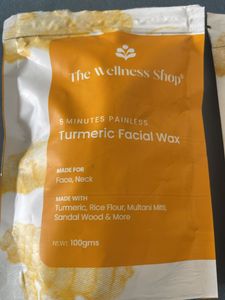 The Wellness Shop®
5 MINUTES PAINLESS
Turmeric Facial Wax
MADE FOR
Face, Neck
MADE WITH
Turmeric, Rice Flour, Multani Mitti,
Sandal Wood & More
100gms